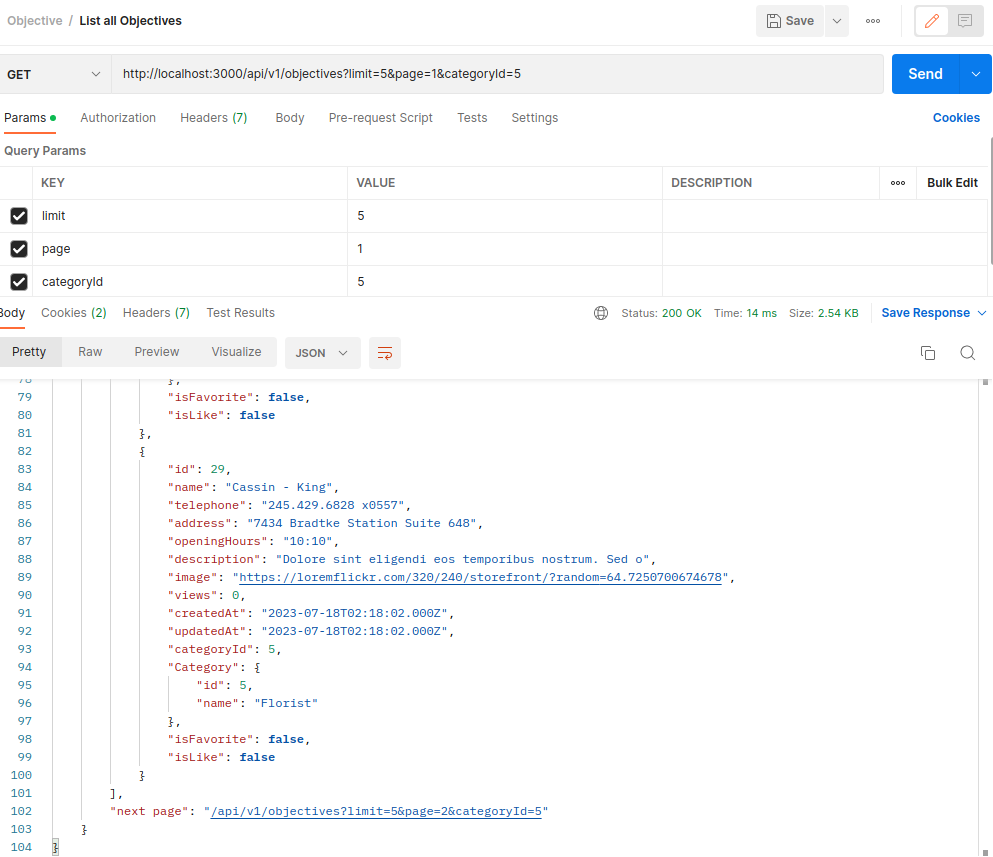 Objective / List all Objectives
Save
GET http://localhost:3000/api/v1/objectives?limit=5&page=1&categoryId=5 Send
Params Authorization Headers (7) Body Pre-request Script Tests Settings Cookies
Query Params
KEY VALUE DESCRIPTION Bulk Edit
limit 5
page 1
categoryId 5
Body Cookies (2) Headers (7) Test Results Status: 200 OK Time: 14 ms Size: 2.54 KB Save Response
Pretty Raw Preview Visualize JSON
78 },
79 "isFavorite": false,
80 "isLike": false
81 },
82 {
83 "id": 29,
84 "name": "Cassin - King",
85 "telephone": "245.429.6828 x0557",
86 "address": "7434 Bradtke Station Suite 648",
87 "openingHours": "10:10",
88 "description": "Dolore sint eligendi eos temporibus nostrum. Sed o",
89 "image": "https://loremflickr.com/320/240/storefront/?random=64.7250700674678",
90 "views": 0,
91 "createdAt": "2023-07-18T02:18:02.000Z",
92 "updatedAt": "2023-07-18T02:18:02.000Z",
93 "categoryId": 5,
94 "Category": {
95 "id": 5,
96 "name": "Florist"
97 },
98 "isFavorite": false,
99 "isLike": false
100 }
101 ],
102 "next page": "/api/v1/objectives?limit=5&page=2&categoryId=5"
103 }
104 }